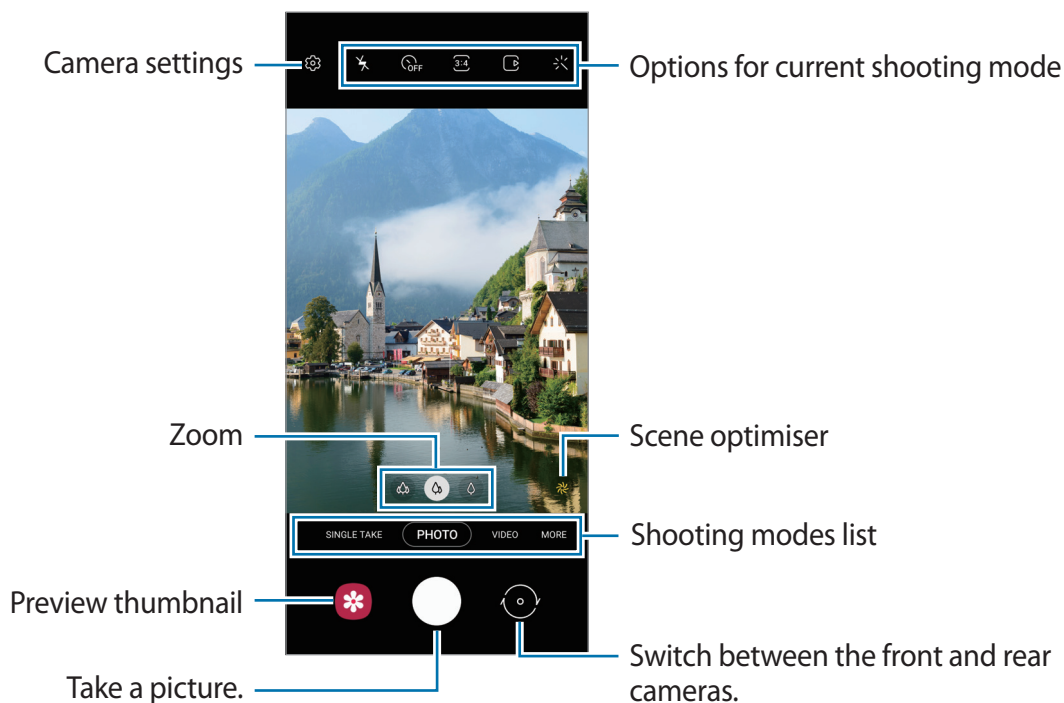 Camera settings
OFF
3:4
Options for current shooting mode
Zoom
Scene optimiser
SINGLE TAKE PHOTO VIDEO MORE
Shooting modes list
Preview thumbnail
Take a picture.
Switch between the front and rear
cameras.